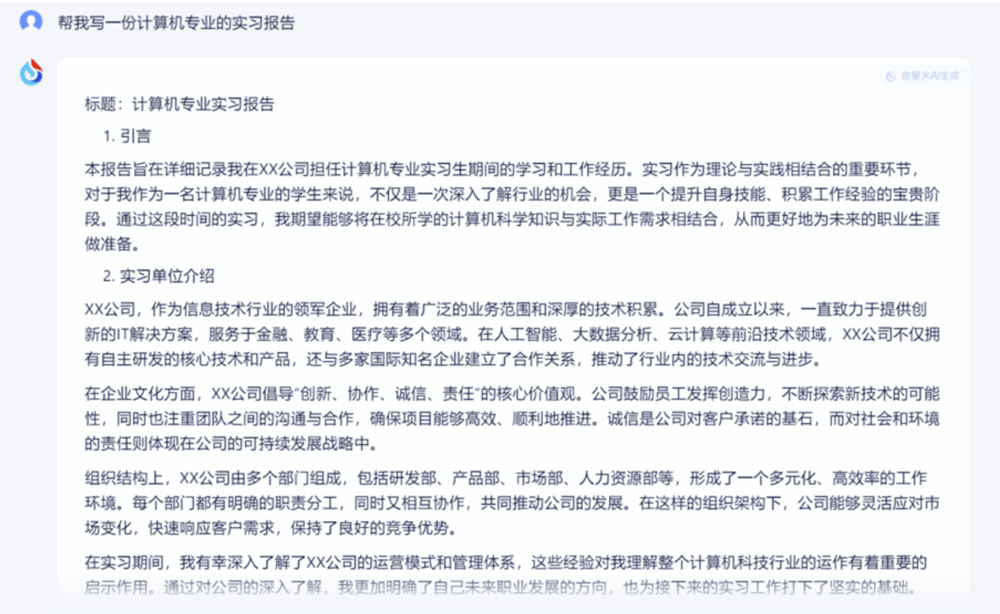 帮我写一份计算机专业的实习报告
由星火AI生成
标题：计算机专业实习报告
1. 引言
本报告旨在详细记录我在XX公司担任计算机专业实习生期间的学习和工作经历。实习作为理论与实践相结合的重要环节，
对于我作为一名计算机专业的学生来说，不仅是一次深入了解行业的机会，更是一个提升自身技能、积累工作经验的宝贵阶
段。通过这段时间的实习，我期望能够将在校所学的计算机科学知识与实际工作需求相结合，从而更好地为未来的职业生涯
做准备。
2. 实习单位介绍
XX公司，作为信息技术行业的领军企业，拥有着广泛的业务范围和深厚的技术积累。公司自成立以来，一直致力于提供创
新的IT解决方案，服务于金融、教育、医疗等多个领域。在人工智能、大数据分析、云计算等前沿技术领域，XX公司不仅拥
有自主研发的核心技术和产品，还与多家国际知名企业建立了合作关系，推动了行业内的技术交流与进步。
在企业文化方面，XX公司倡导“创新、协作、诚信、责任”的核心价值观。公司鼓励员工发挥创造力，不断探索新技术的可能
性，同时也注重团队之间的沟通与合作，确保项目能够高效、顺利地推进。诚信是公司对客户承诺的基石，而对社会和环境
的责任则体现在公司的可持续发展战略中。
组织结构上，XX公司由多个部门组成，包括研发部、产品部、市场部、人力资源部等，形成了一个多元化、高效率的工作
环境。每个部门都有明确的职责分工，同时又相互协作，共同推动公司的发展。在这样的组织架构下，公司能够灵活应对市
场变化，快速响应客户需求，保持了良好的竞争优势。
在实习期间，我有幸深入了解了XX公司的运营模式和管理体系，这些经验对我理解整个计算机科技行业的运作有着重要的
启示作用。通过对公司的深入了解，我更加明确了自己未来职业发展的方向，也为接下来的实习工作打下了坚实的基础。